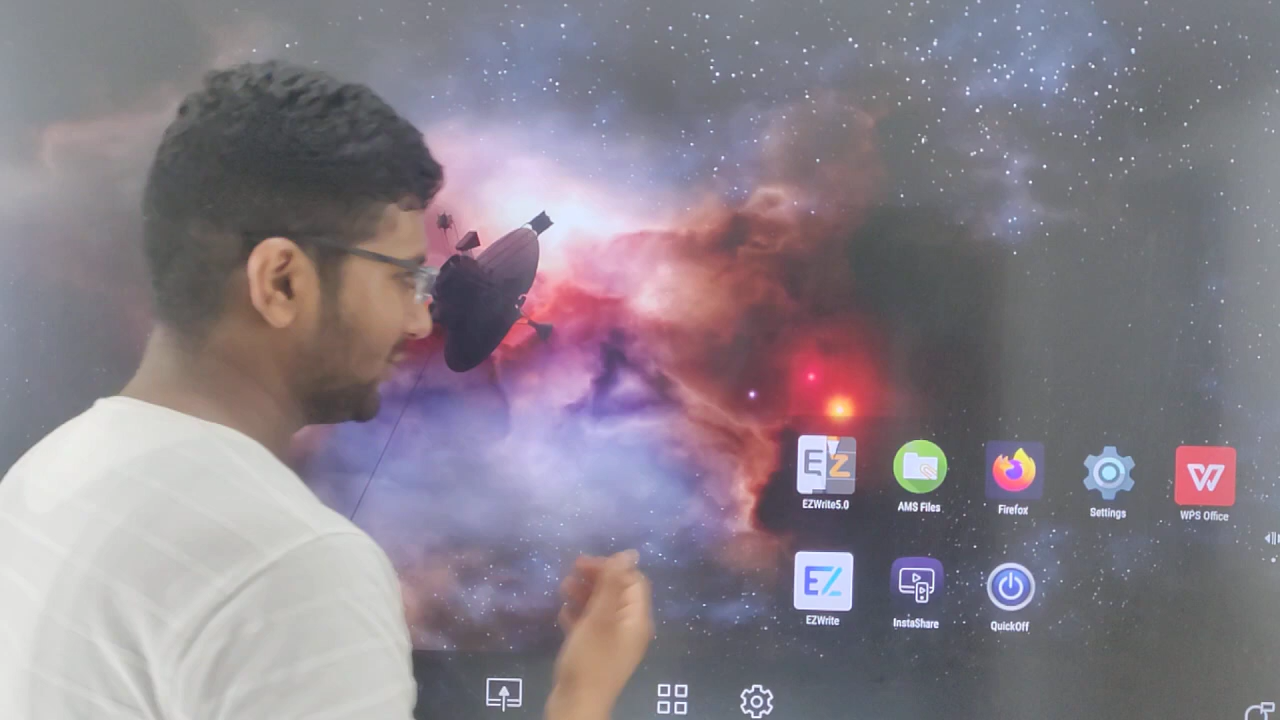 EZWrite5.0
AMS Files
Firefox
Settings
WPS Office
EZWrite
InstaShare
QuickOff